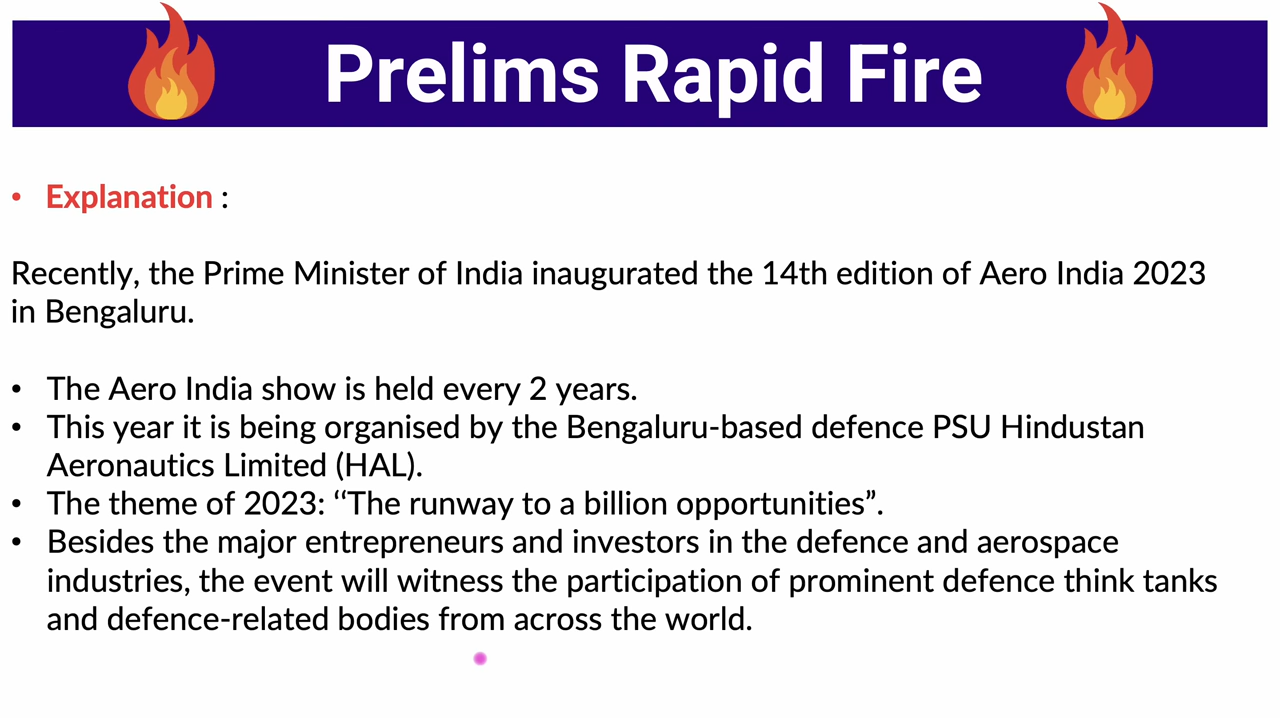 Prelims Rapid Fire
• Explanation :
Recently, the Prime Minister of India inaugurated the 14th edition of Aero India 2023
in Bengaluru.
• The Aero India show is held every 2 years.
• This year it is being organised by the Bengaluru-based defence PSU Hindustan
Aeronautics Limited (HAL).
• The theme of 2023: ‘‘The runway to a billion opportunities”.
• Besides the major entrepreneurs and investors in the defence and aerospace
industries, the event will witness the participation of prominent defence think tanks
and defence-related bodies from across the world.